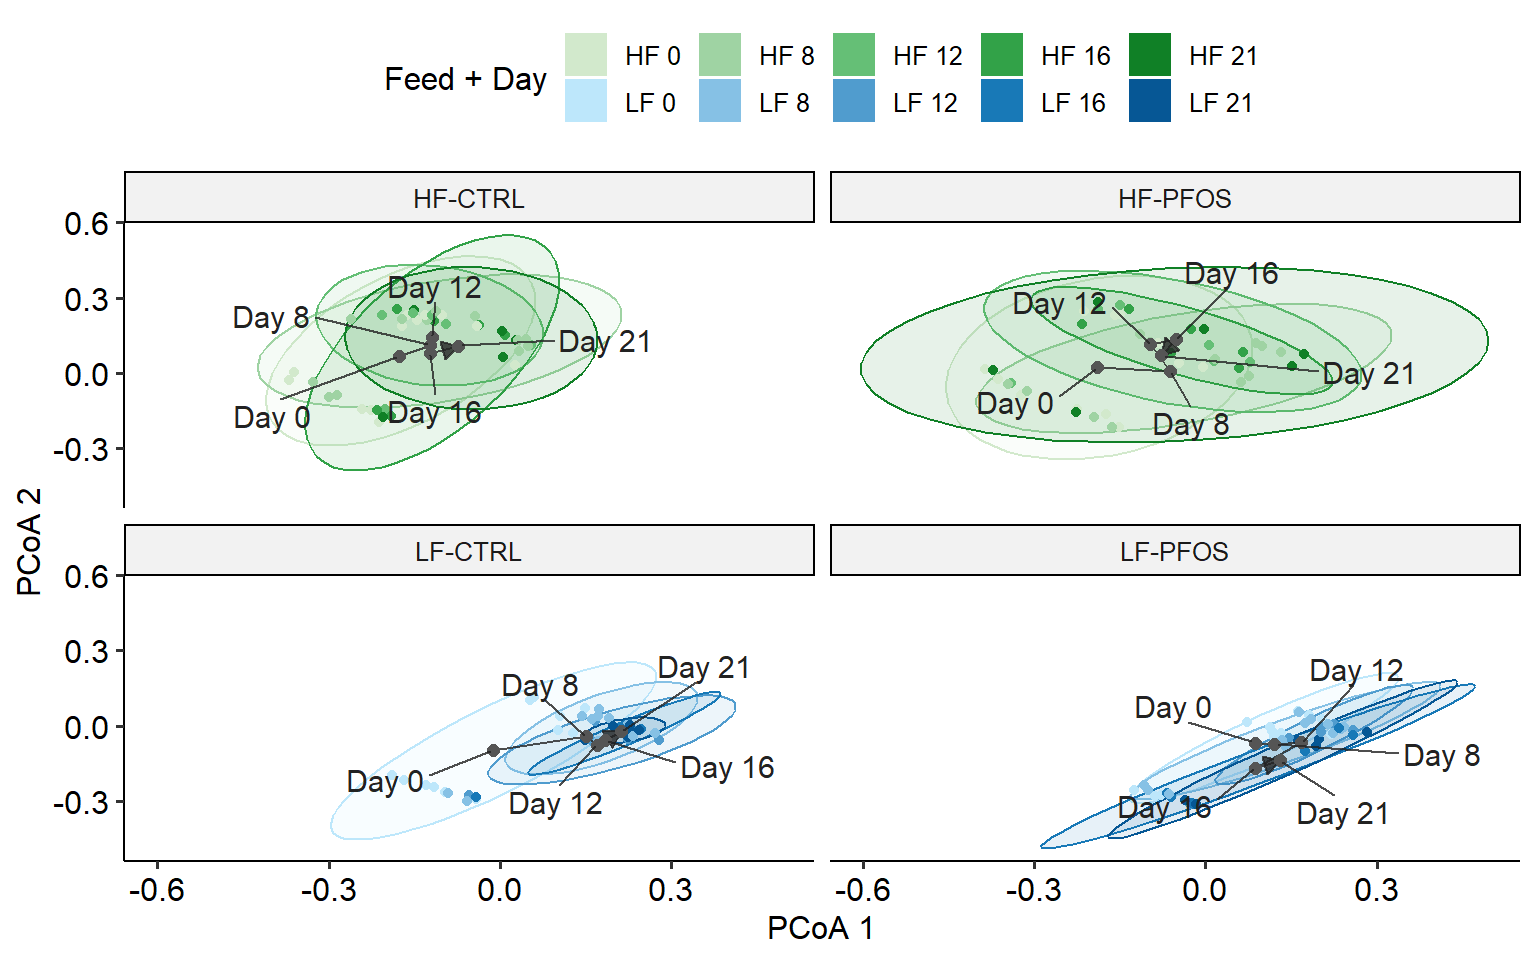 Feed + Day
HF 0 HF 8 HF 12 HF 16 HF 21
LF 0 LF 8 LF 12 LF 16 LF 21
HF-CTRL HF-PFOS
0.6
0.3
0.0
-0.3
Day 12
Day 8
Day 21
Day 0
Day 16
Day 16
Day 12
Day 21
Day 0
Day 8
PCoA 2
LF-CTRL LF-PFOS
0.6
0.3
0.0
-0.3
Day 21
Day 8
Day 16
Day 0
Day 12
Day 12
Day 0
Day 8
Day 16
Day 21
-0.6 -0.3 0.0 0.3 -0.6 -0.3 0.0 0.3
PCoA 1